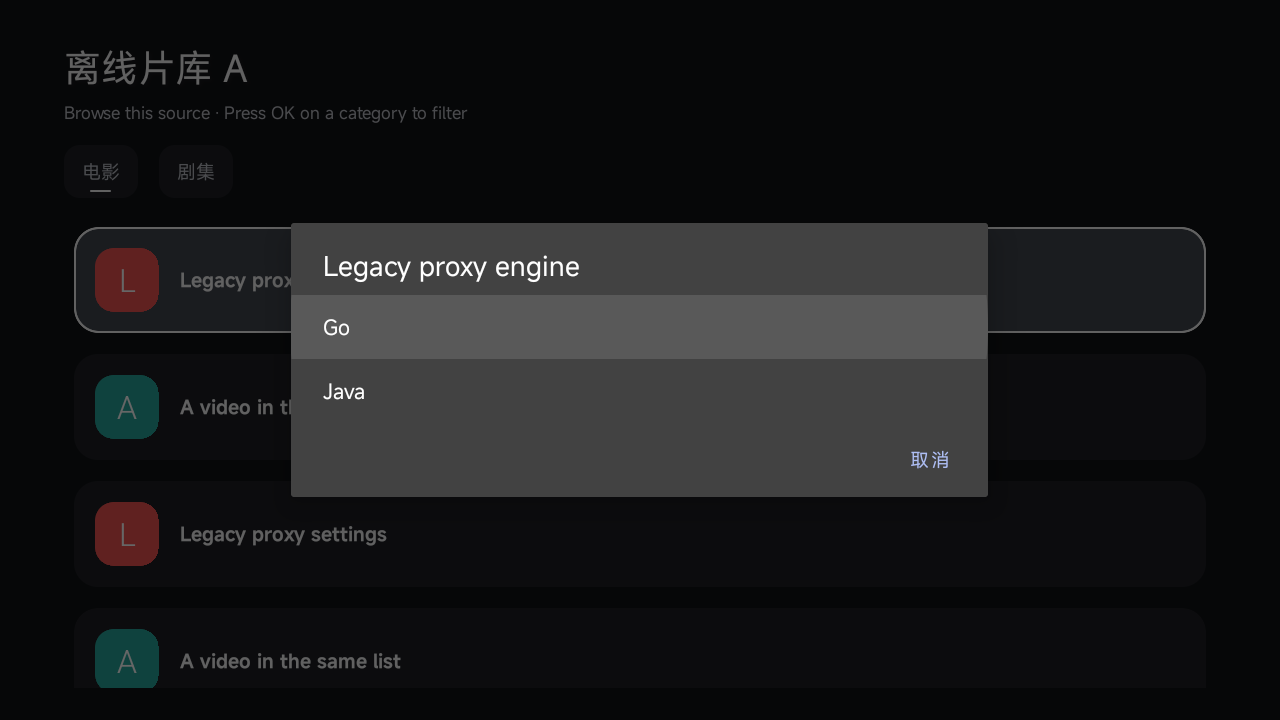 离线片库 A
Browse this source · Press OK on a category to filter
电影
剧集
L
Legacy prox
Legacy proxy engine
Go
Java
取消
A
A video in th
L
Legacy proxy settings
A
A video in the same list